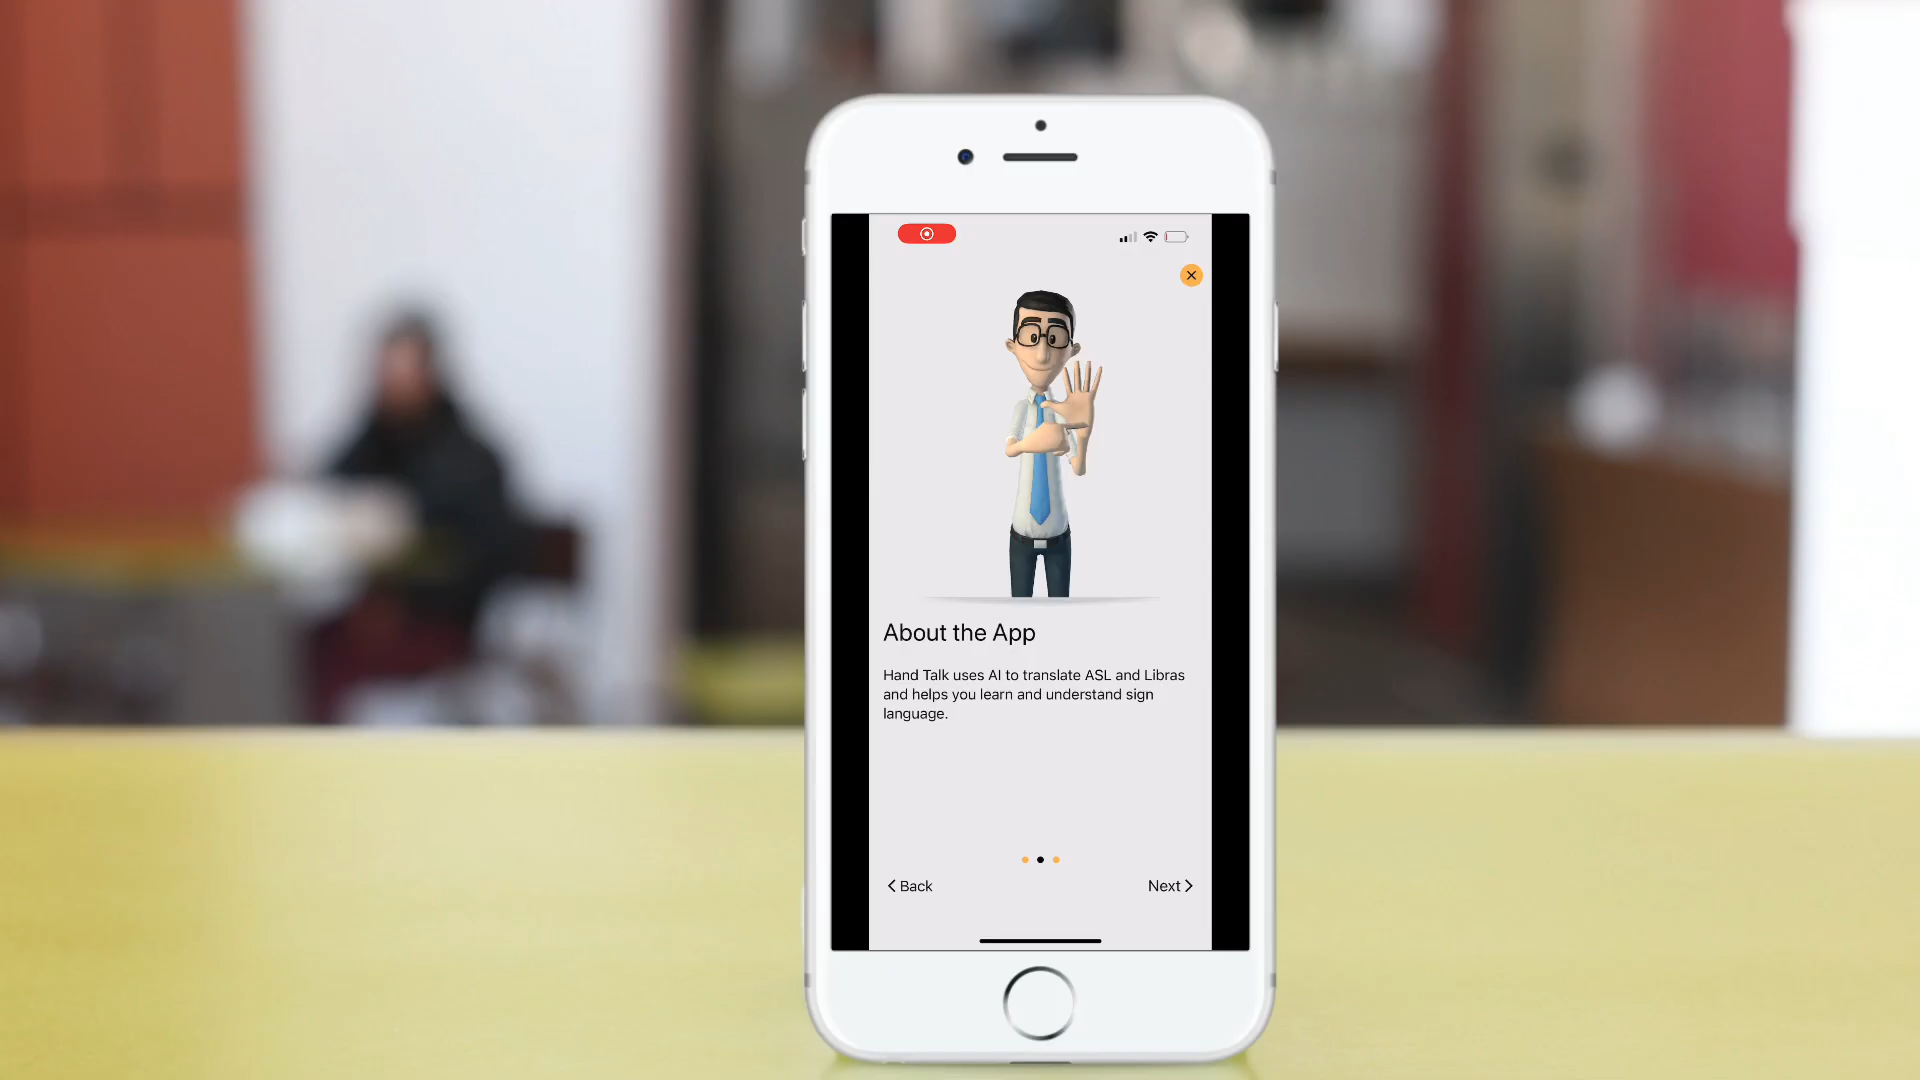 About the App
Hand Talk uses AI to translate ASL and Libras
and helps you learn and understand sign
language.
Back
Next